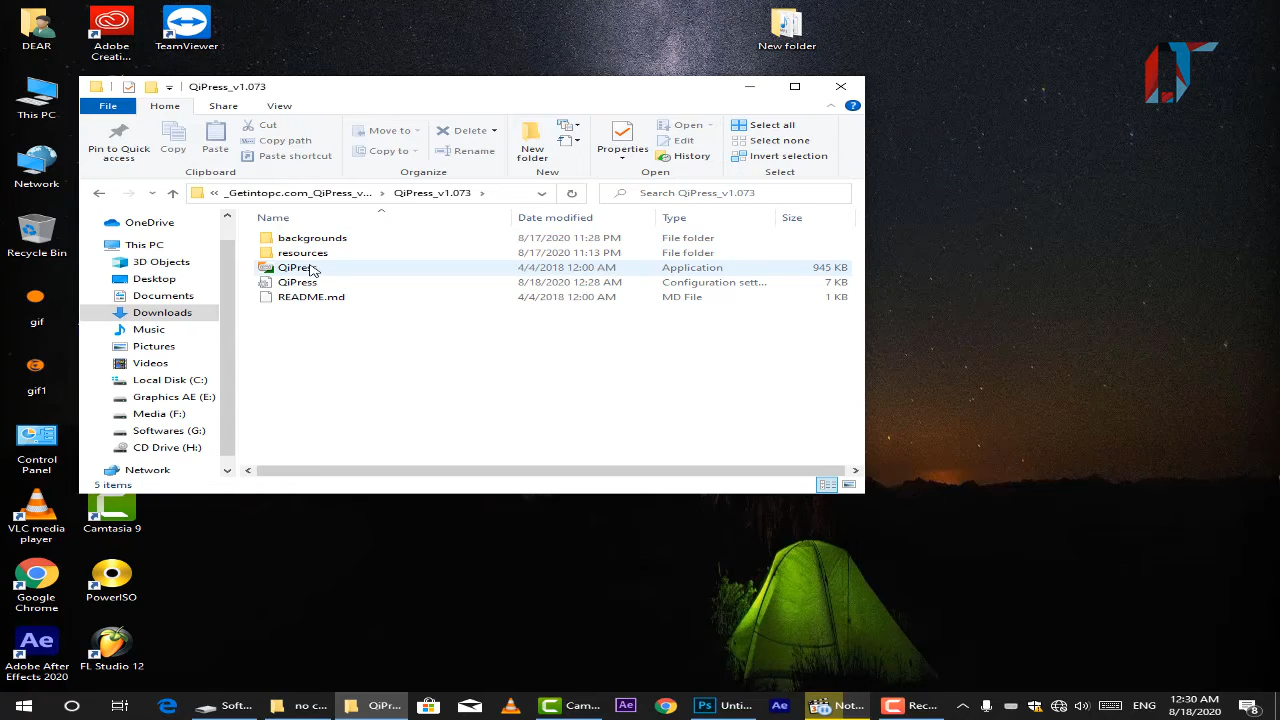 DEAR
Adobe
Creati...
TeamViewer
New folder
This PC
Network
Recycle Bin
gif
gif1
Control
Panel
VLC media
player
Camtasia 9
Google
Chrome
PowerISO
Adobe After
Effects 2020
FL Studio 12
QiPress_v1.073
File
Home
Share
View
Pin to Quick
access
Copy
Paste
Cut
Copy path
Paste shortcut
Clipboard
Move to
Copy to
Delete
Rename
Organize
New
folder
New
Properties
Open
Edit
History
Open
Select all
Select none
Invert selection
Select
« _Getintopc.com_QiPress_v... > QiPress_v1.073 >
Search QiPress_v1.073
OneDrive
This PC
3D Objects
Desktop
Documents
Downloads
Music
Pictures
Videos
Local Disk (C:)
Graphics AE (E:)
Media (F:)
Softwares (G:)
CD Drive (H:)
Network
Name Date modified Type Size
backgrounds 8/17/2020 11:28 PM File folder
resources 8/17/2020 11:13 PM File folder
QiPress 4/4/2018 12:00 AM Application 945 KB
QiPress 8/18/2020 12:28 AM Configuration sett... 7 KB
README.md 4/4/2018 12:00 AM MD File 1 KB
5 items
Soft...
no c...
QiPr...
Cam...
Ae
Ps Unti...
Ae
Not...
Rec...
ENG
12:30 AM
8/18/2020
8